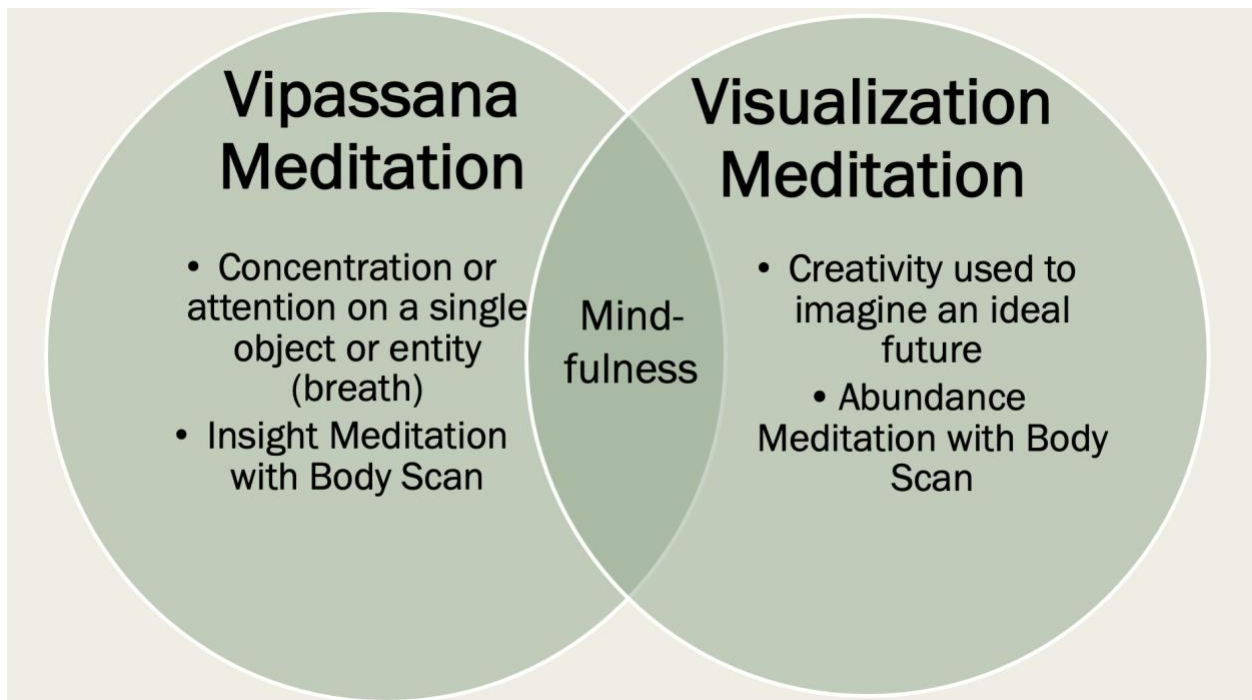 Vipassana
Meditation
• Concentration or
attention on a single
object or entity
(breath)
• Insight Meditation
with Body Scan
Mind-
fulness
Visualization
Meditation
• Creativity used to
imagine an ideal
future
• Abundance
Meditation with Body
Scan